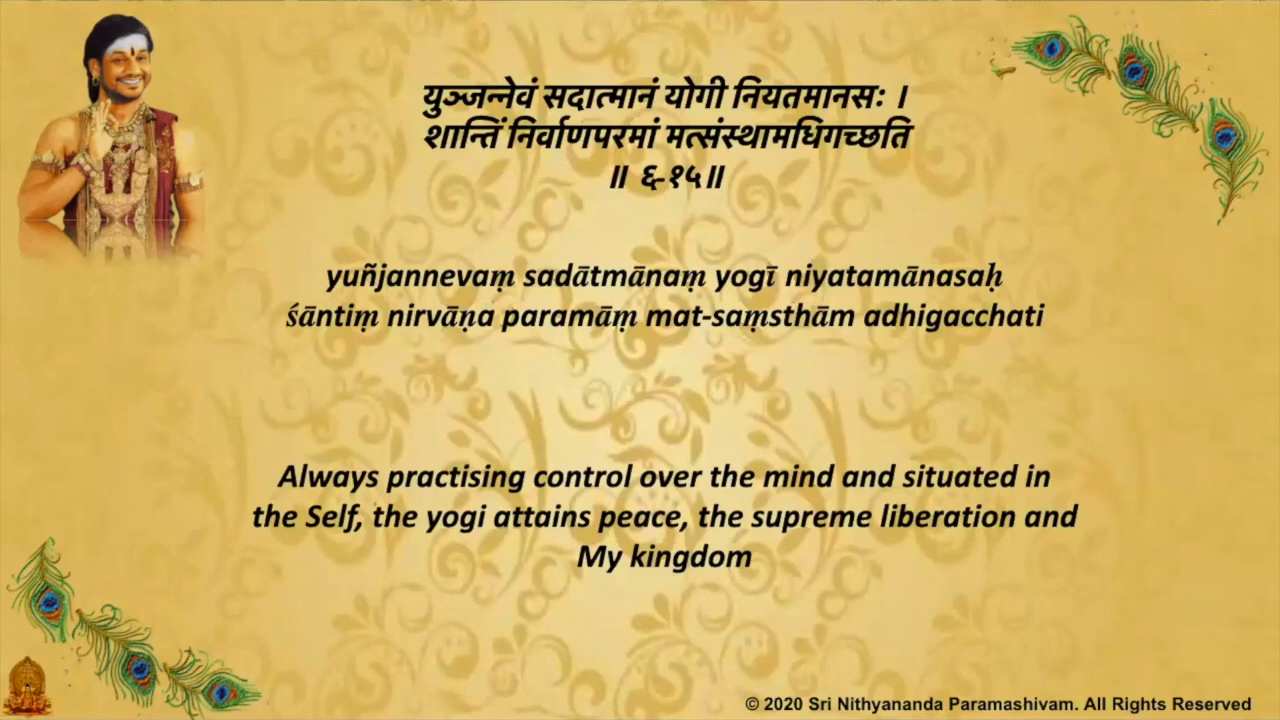 युञ्जन्नेवं सदात्मानं योगी नियतमानसः ।
शान्तिं निर्वाणपरमां मत्संस्थामधिगच्छति
॥ ६-१५॥
yuñjannevaṃ sadātmānaṃ yogī niyatamānasaḥ
śāntiṃ nirvāṇa paramāṃ mat-saṃsthām adhigacchati
Always practising control over the mind and situated in
the Self, the yogi attains peace, the supreme liberation and
My kingdom
© 2020 Sri Nithyananda Paramashivam. All Rights Reserved